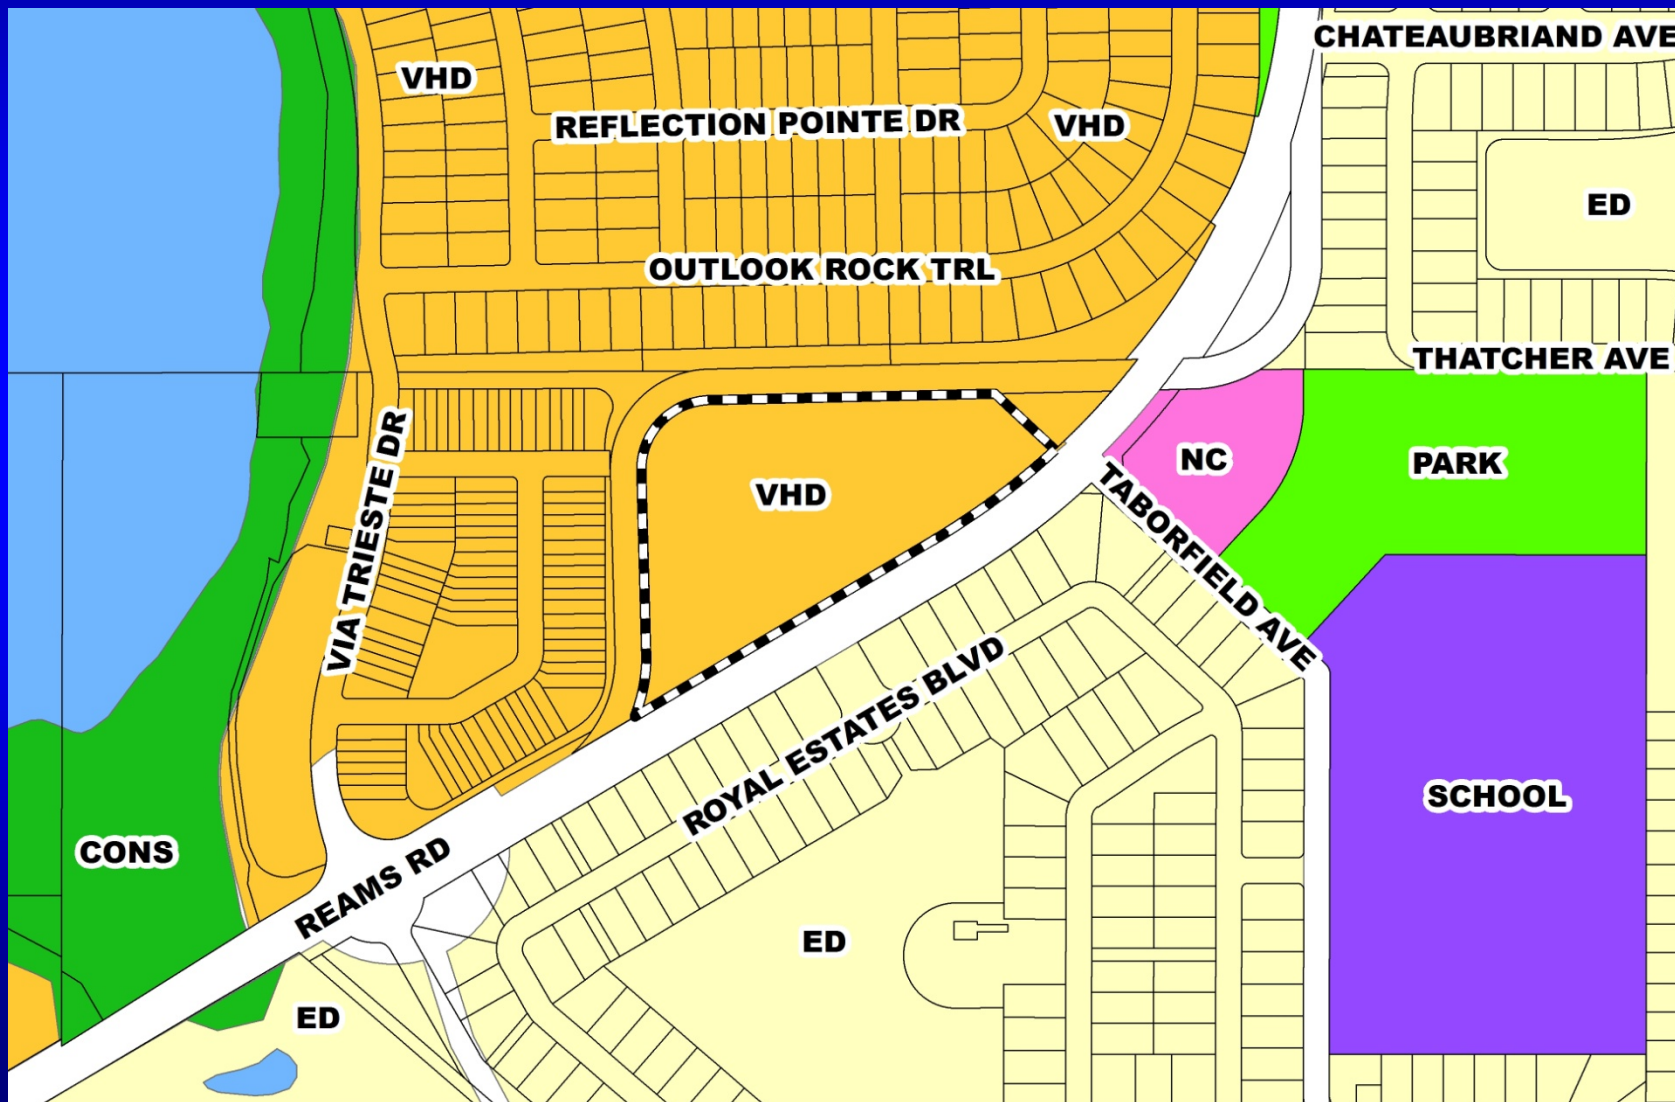 CHATEAUBRIAND AVE
VHD
REFLECTION POINTE DR
VHD
ED
OUTLOOK ROCK TRL
THATCHER AVE
NC
PARK
VHD
VIA TRIESTE DR
TABORFIELD AVE
ROYAL ESTATES BLVD
SCHOOL
CONS
REAMS RD
ED
ED